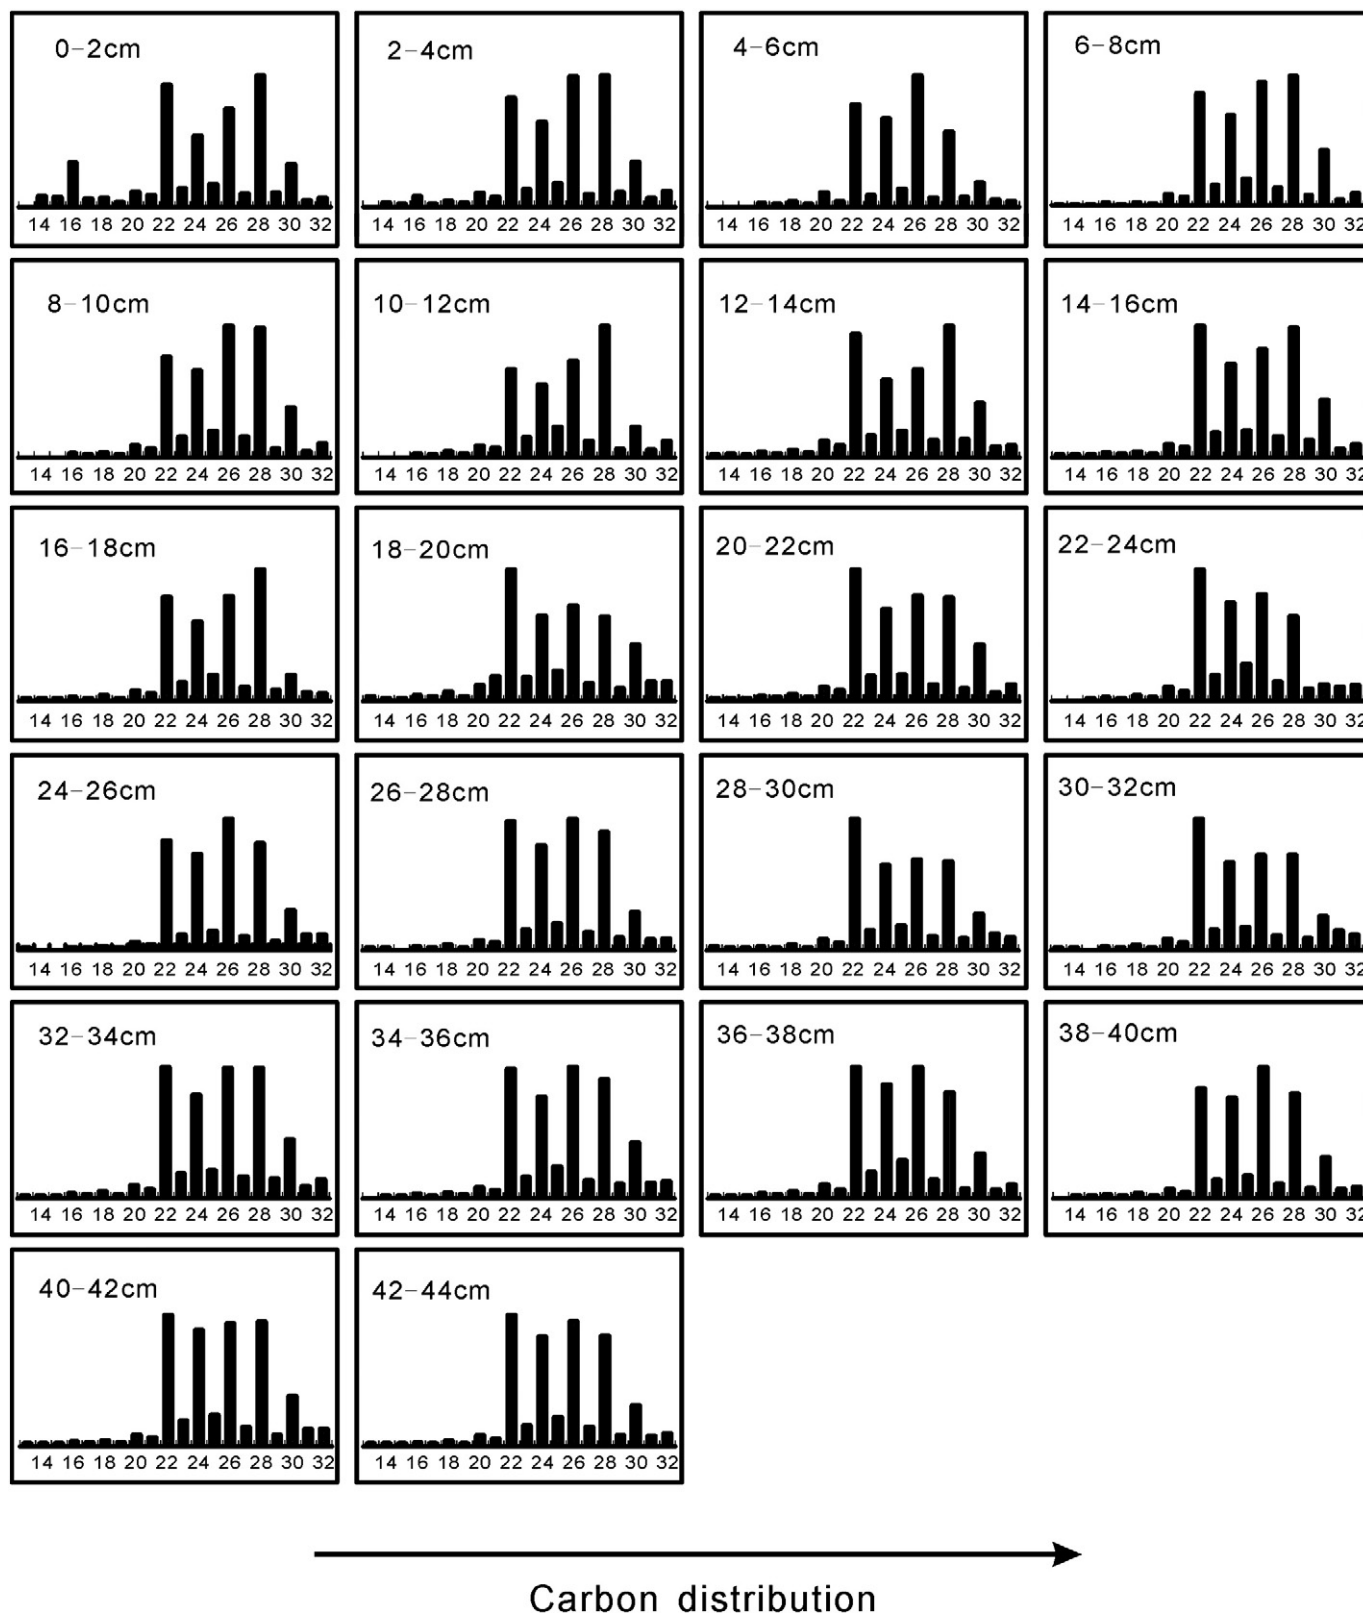 0-2cm 2-4cm 4-6cm 6-8cm
14 16 18 20 22 24 26 28 30 32 14 16 18 20 22 24 26 28 30 32 14 16 18 20 22 24 26 28 30 32 14 16 18 20 22 24 26 28 30 32
8-10cm 10-12cm 12-14cm 14-16cm
14 16 18 20 22 24 26 28 30 32 14 16 18 20 22 24 26 28 30 32 14 16 18 20 22 24 26 28 30 32 14 16 18 20 22 24 26 28 30 32
16-18cm 18-20cm 20-22cm 22-24cm
14 16 18 20 22 24 26 28 30 32 14 16 18 20 22 24 26 28 30 32 14 16 18 20 22 24 26 28 30 32 14 16 18 20 22 24 26 28 30 32
24-26cm 26-28cm 28-30cm 30-32cm
14 16 18 20 22 24 26 28 30 32 14 16 18 20 22 24 26 28 30 32 14 16 18 20 22 24 26 28 30 32 14 16 18 20 22 24 26 28 30 32
32-34cm 34-36cm 36-38cm 38-40cm
14 16 18 20 22 24 26 28 30 32 14 16 18 20 22 24 26 28 30 32 14 16 18 20 22 24 26 28 30 32 14 16 18 20 22 24 26 28 30 32
40-42cm 42-44cm
14 16 18 20 22 24 26 28 30 32 14 16 18 20 22 24 26 28 30 32
Carbon distribution